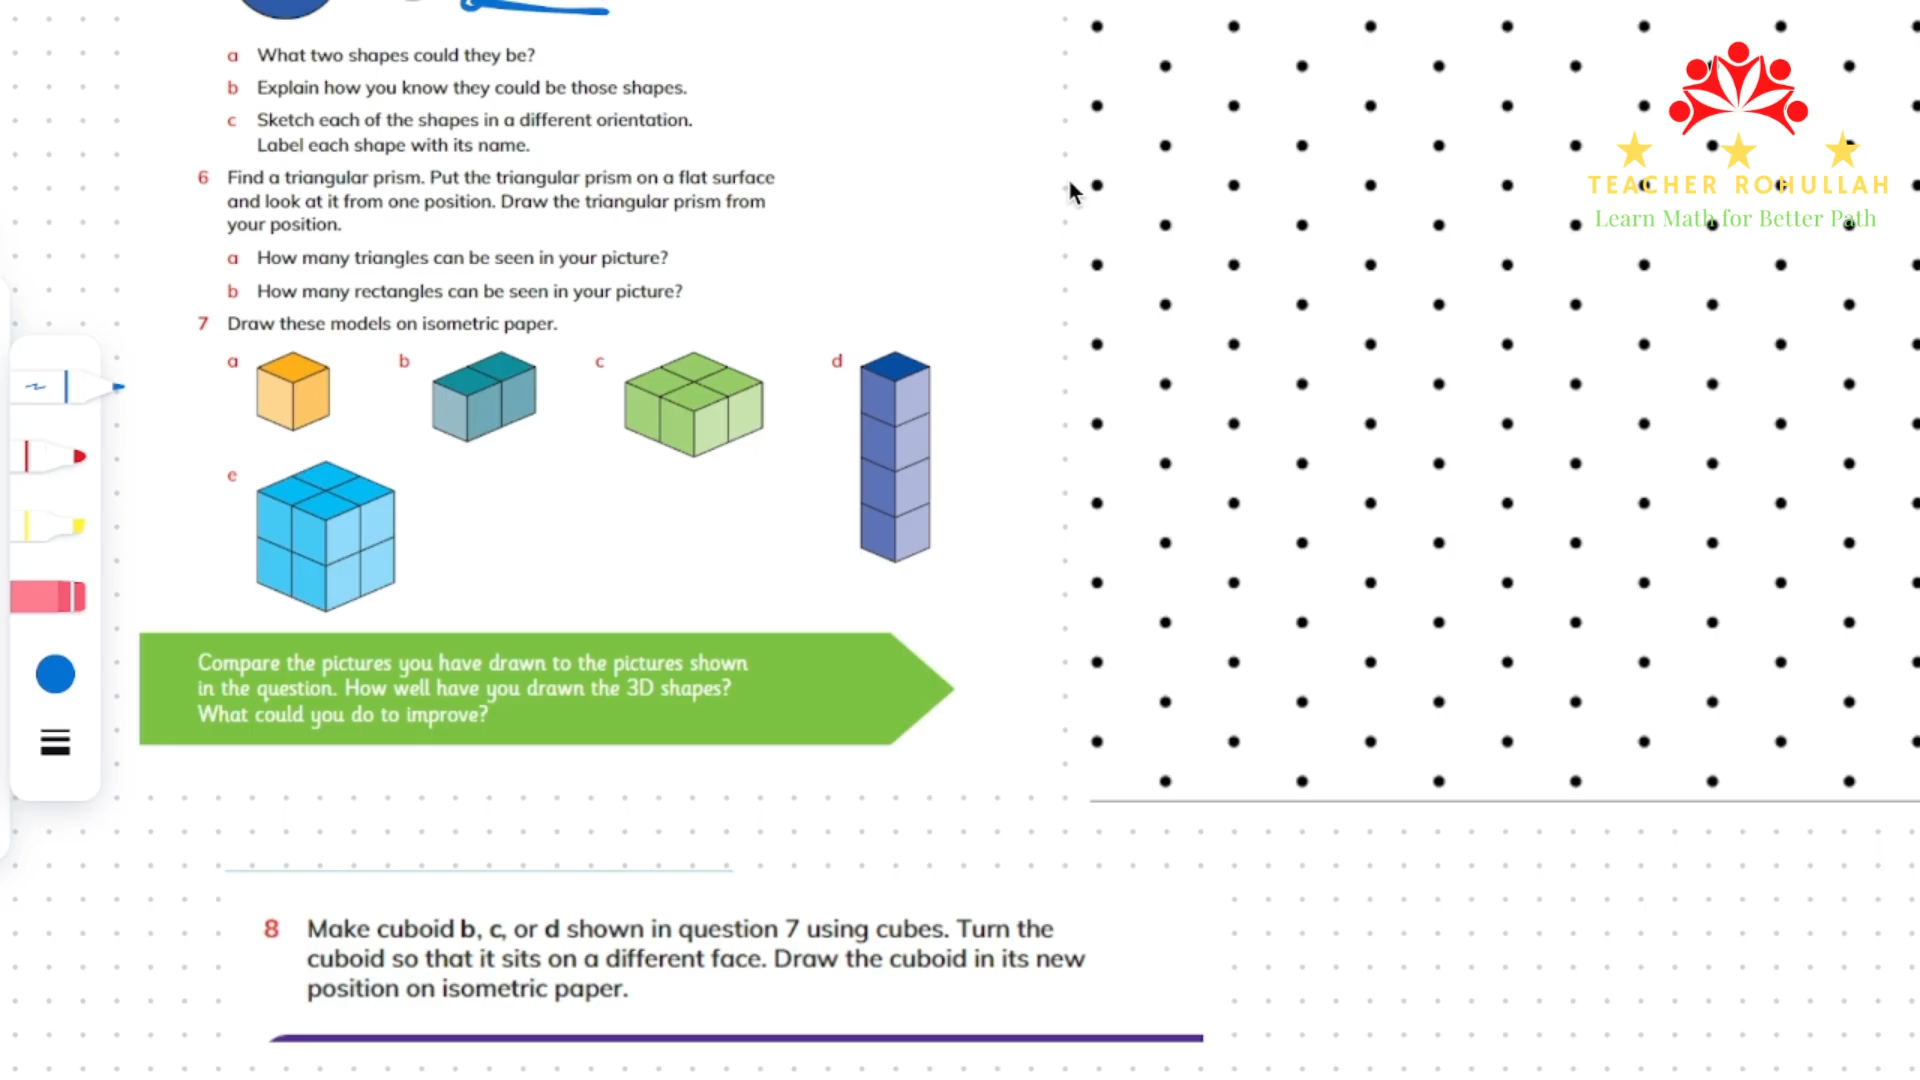 a What two shapes could they be?
b Explain how you know they could be those shapes.
c Sketch each of the shapes in a different orientation.
Label each shape with its name.
6 Find a triangular prism. Put the triangular prism on a flat surface
and look at it from one position. Draw the triangular prism from
your position.
a How many triangles can be seen in your picture?
b How many rectangles can be seen in your picture?
7 Draw these models on isometric paper.
a b c d
e
Compare the pictures you have drawn to the pictures shown
in the question. How well have you drawn the 3D shapes?
What could you do to improve?
8 Make cuboid b, c, or d shown in question 7 using cubes. Turn the
cuboid so that it sits on a different face. Draw the cuboid in its new
position on isometric paper.
TEACHER ROHULLAH
Learn Math for Better Path